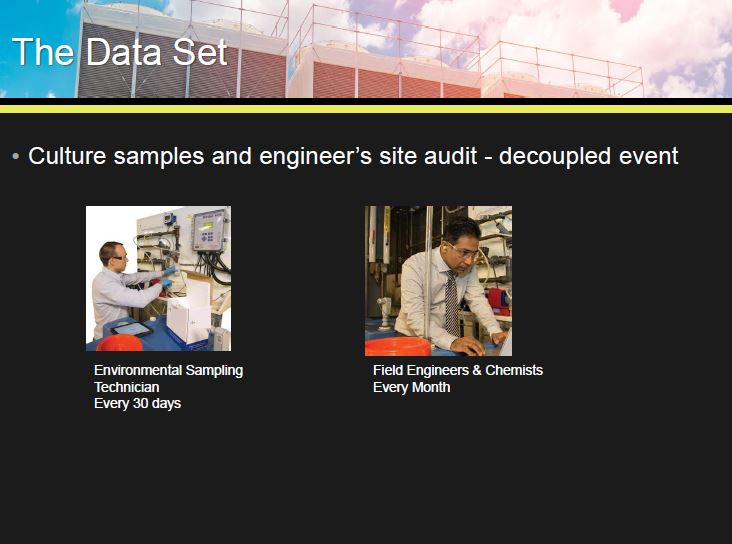 The Data Set
• Culture samples and engineer’s site audit - decoupled event
Environmental Sampling
Technician
Every 30 days
Field Engineers & Chemists
Every Month